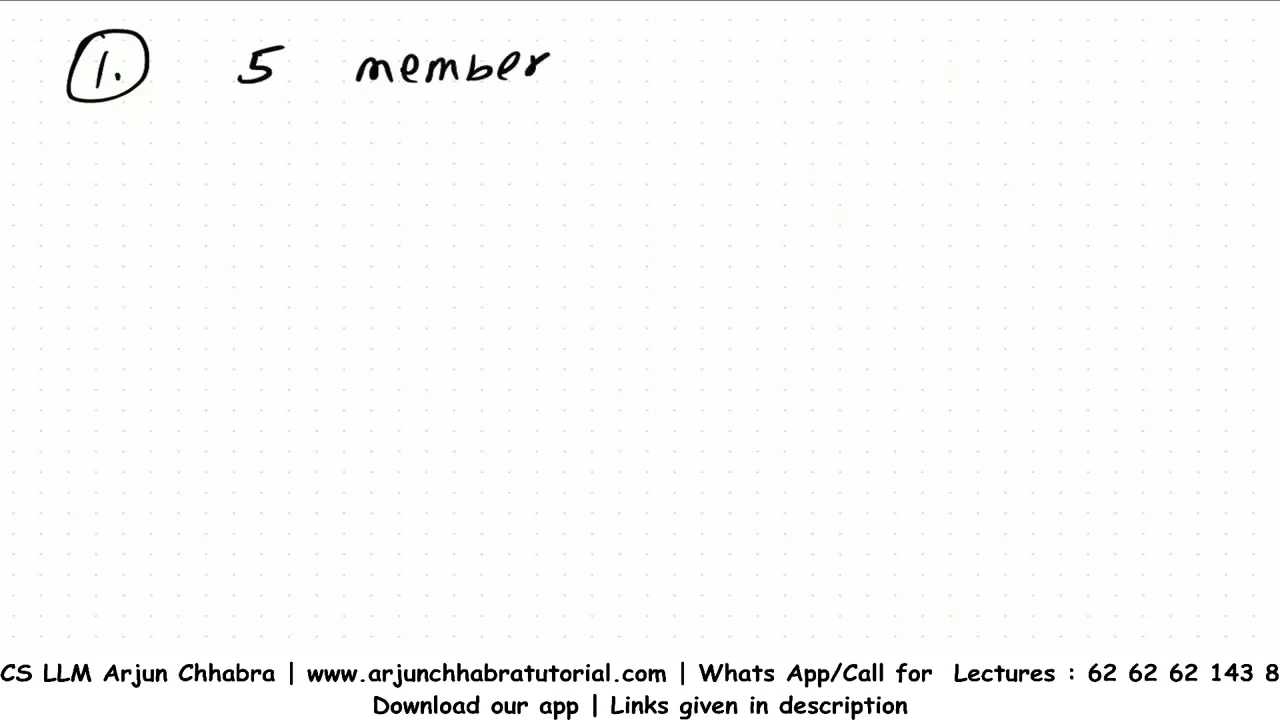 1. 5 member
CS LLM Arjun Chhabra | www.arjunchhabratutorial.com | Whats App/Call for Lectures : 62 62 62 143 8
Download our app | Links given in description